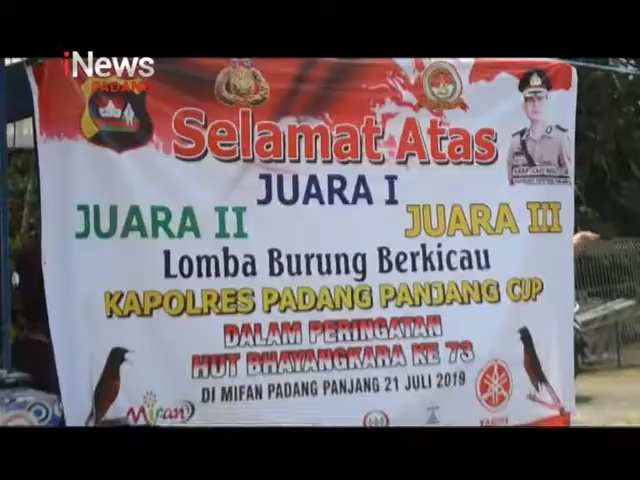 iNews
PADANG
Selamat Atas
JUARA I
JUARA II
JUARA III
Lomba Burung Berkicau
KAPOLRES PADANG PANJANG CUP
DALAM PERINGATAN
HUT BHAYANGKARA KE 73
DI MIFAN PADANG PANJANG 21 JULI 2019
Mifan